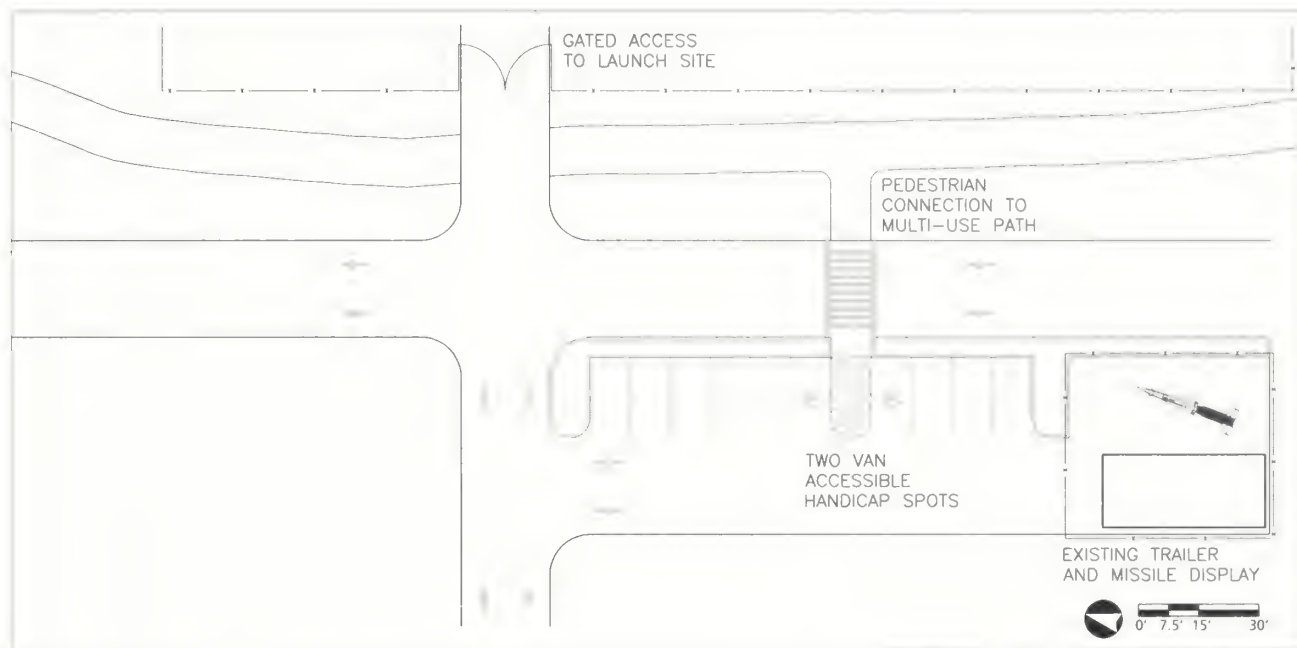 GATED ACCESS
TO LAUNCH SITE
PEDESTRIAN
CONNECTION TO
MULTI-USE PATH
TWO VAN
ACCESSIBLE
HANDICAP SPOTS
EXISTING TRAILER
AND MISSILE DISPLAY
0' 7.5' 15' 30'